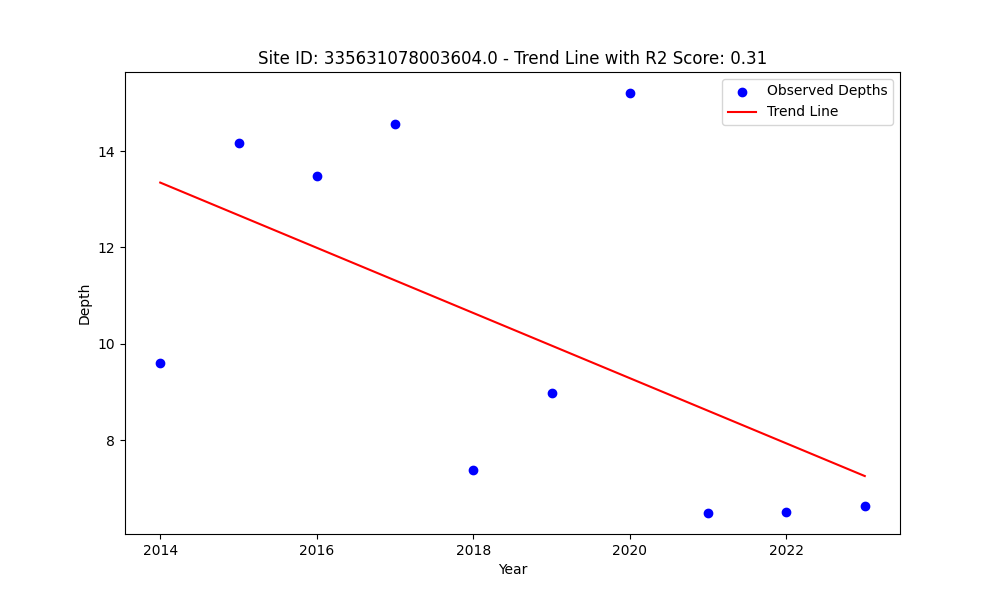 Site ID: 335631078003604.0 - Trend Line with R2 Score: 0.31
Observed Depths
Trend Line
14
12
10
8
Depth
2014
2016
2018
2020
2022
Year